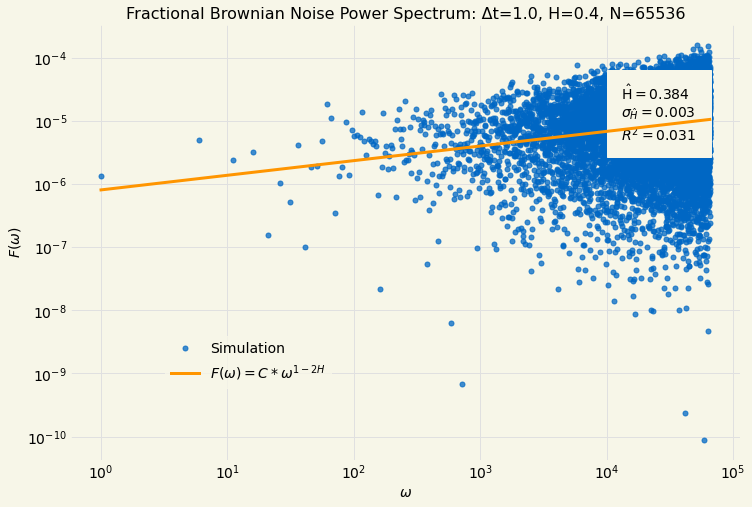 Fractional Brownian Noise Power Spectrum: Δt=1.0, H=0.4, N=65536
10⁻⁴
10⁻⁵
10⁻⁶
10⁻⁷
10⁻⁸
10⁻⁹
10⁻¹⁰
F(ω)
Ĥ = 0.384
σ_Ĥ = 0.003
R² = 0.031
Simulation
F(ω) = C * ω¹⁻²ᴴ
10⁰ 10¹ 10² 10³ 10⁴ 10⁵
ω